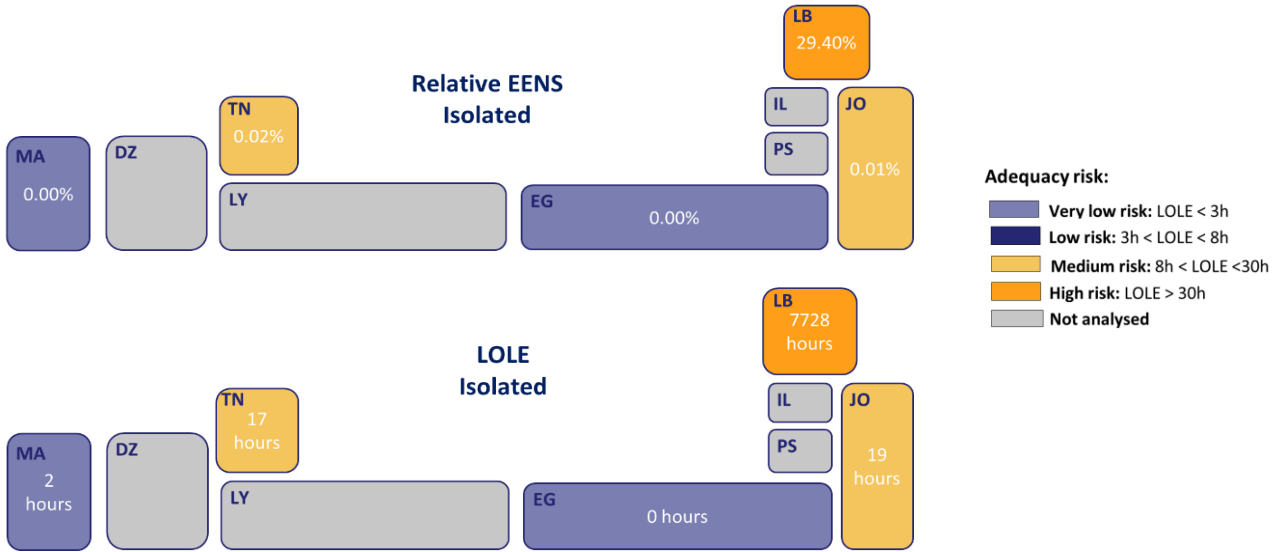 LB
29.40%
Relative EENS
Isolated
TN
0.02%
IL
JO
PS
0.01%
MA
0.00%
DZ
LY
EG
0.00%
LOLE
Isolated
LB
7728
hours
TN
17
hours
IL
JO
PS
19
hours
MA
2
hours
DZ
LY
EG
0 hours
Adequacy risk:
Very low risk: LOLE < 3h
Low risk: 3h < LOLE < 8h
Medium risk: 8h < LOLE <30h
High risk: LOLE > 30h
Not analysed